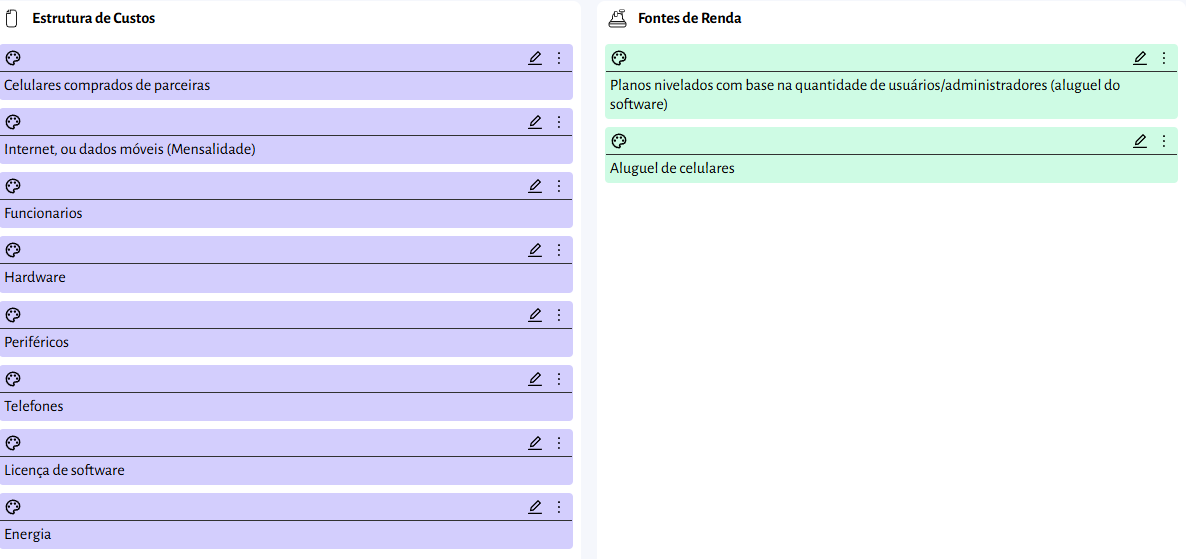 Estrutura de Custos
Celulares comprados de parceiras
Internet, ou dados móveis (Mensalidade)
Funcionarios
Hardware
Periféricos
Telefones
Licença de software
Energia
Fontes de Renda
Planos nivelados com base na quantidade de usuários/administradores (aluguel do
software)
Aluguel de celulares